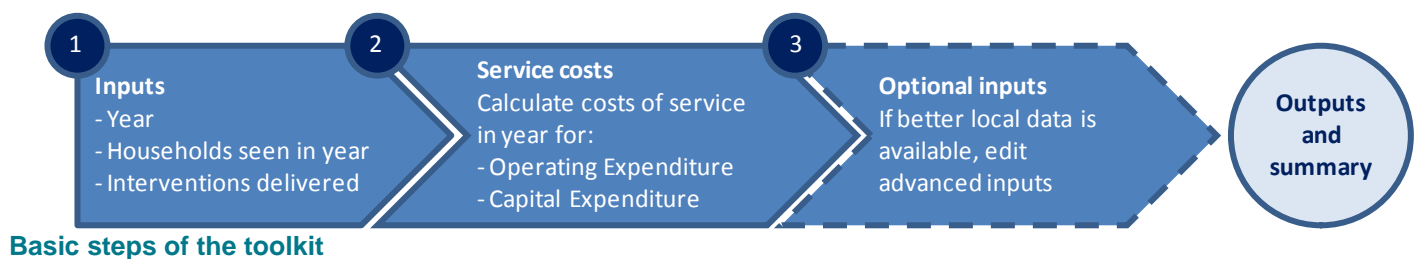 1
Inputs
- Year
- Households seen in year
- Interventions delivered
2
Service costs
Calculate costs of service
in year for:
- Operating Expenditure
- Capital Expenditure
3
Optional inputs
If better local data is
available, edit
advanced inputs
Outputs
and
summary
Basic steps of the toolkit